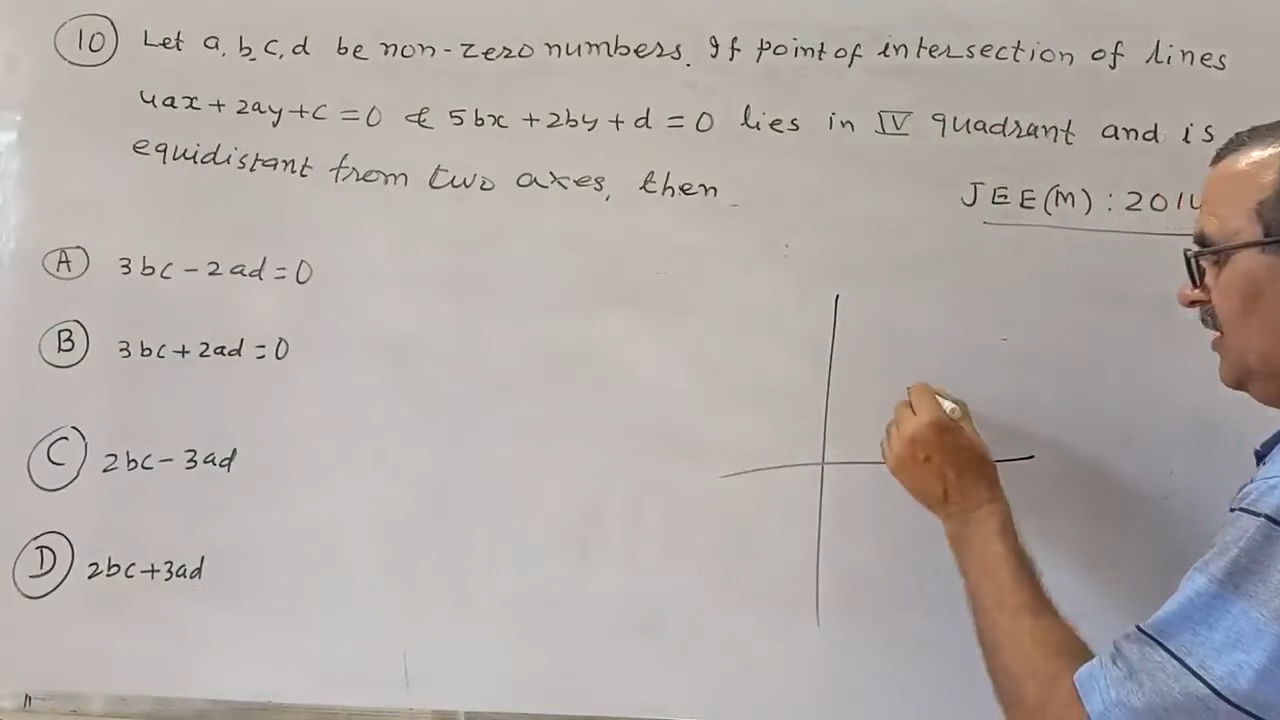 10 Let a, b, c, d be non-zero numbers. If point of intersection of lines
4ax + 2ay + c = 0 & 5bx + 2by + d = 0 lies in IV quadrant and is
equidistant from two axes, then
JEE(M) : 2014
A 3bc - 2ad = 0
B 3bc + 2ad = 0
C 2bc - 3ad
D 2bc + 3ad